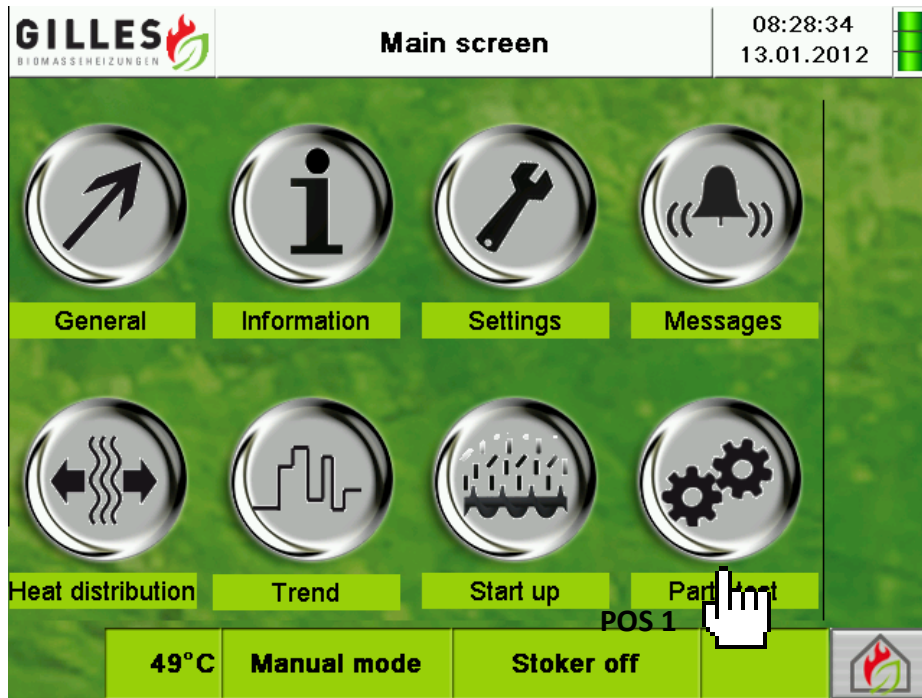 GILLES
BIOMASSEHEIZUNGEN
Main screen
08:28:34
13.01.2012
General
Information
Settings
Messages
Heat distribution
Trend
Start up
POS 1
49°C
Manual mode
Stoker off